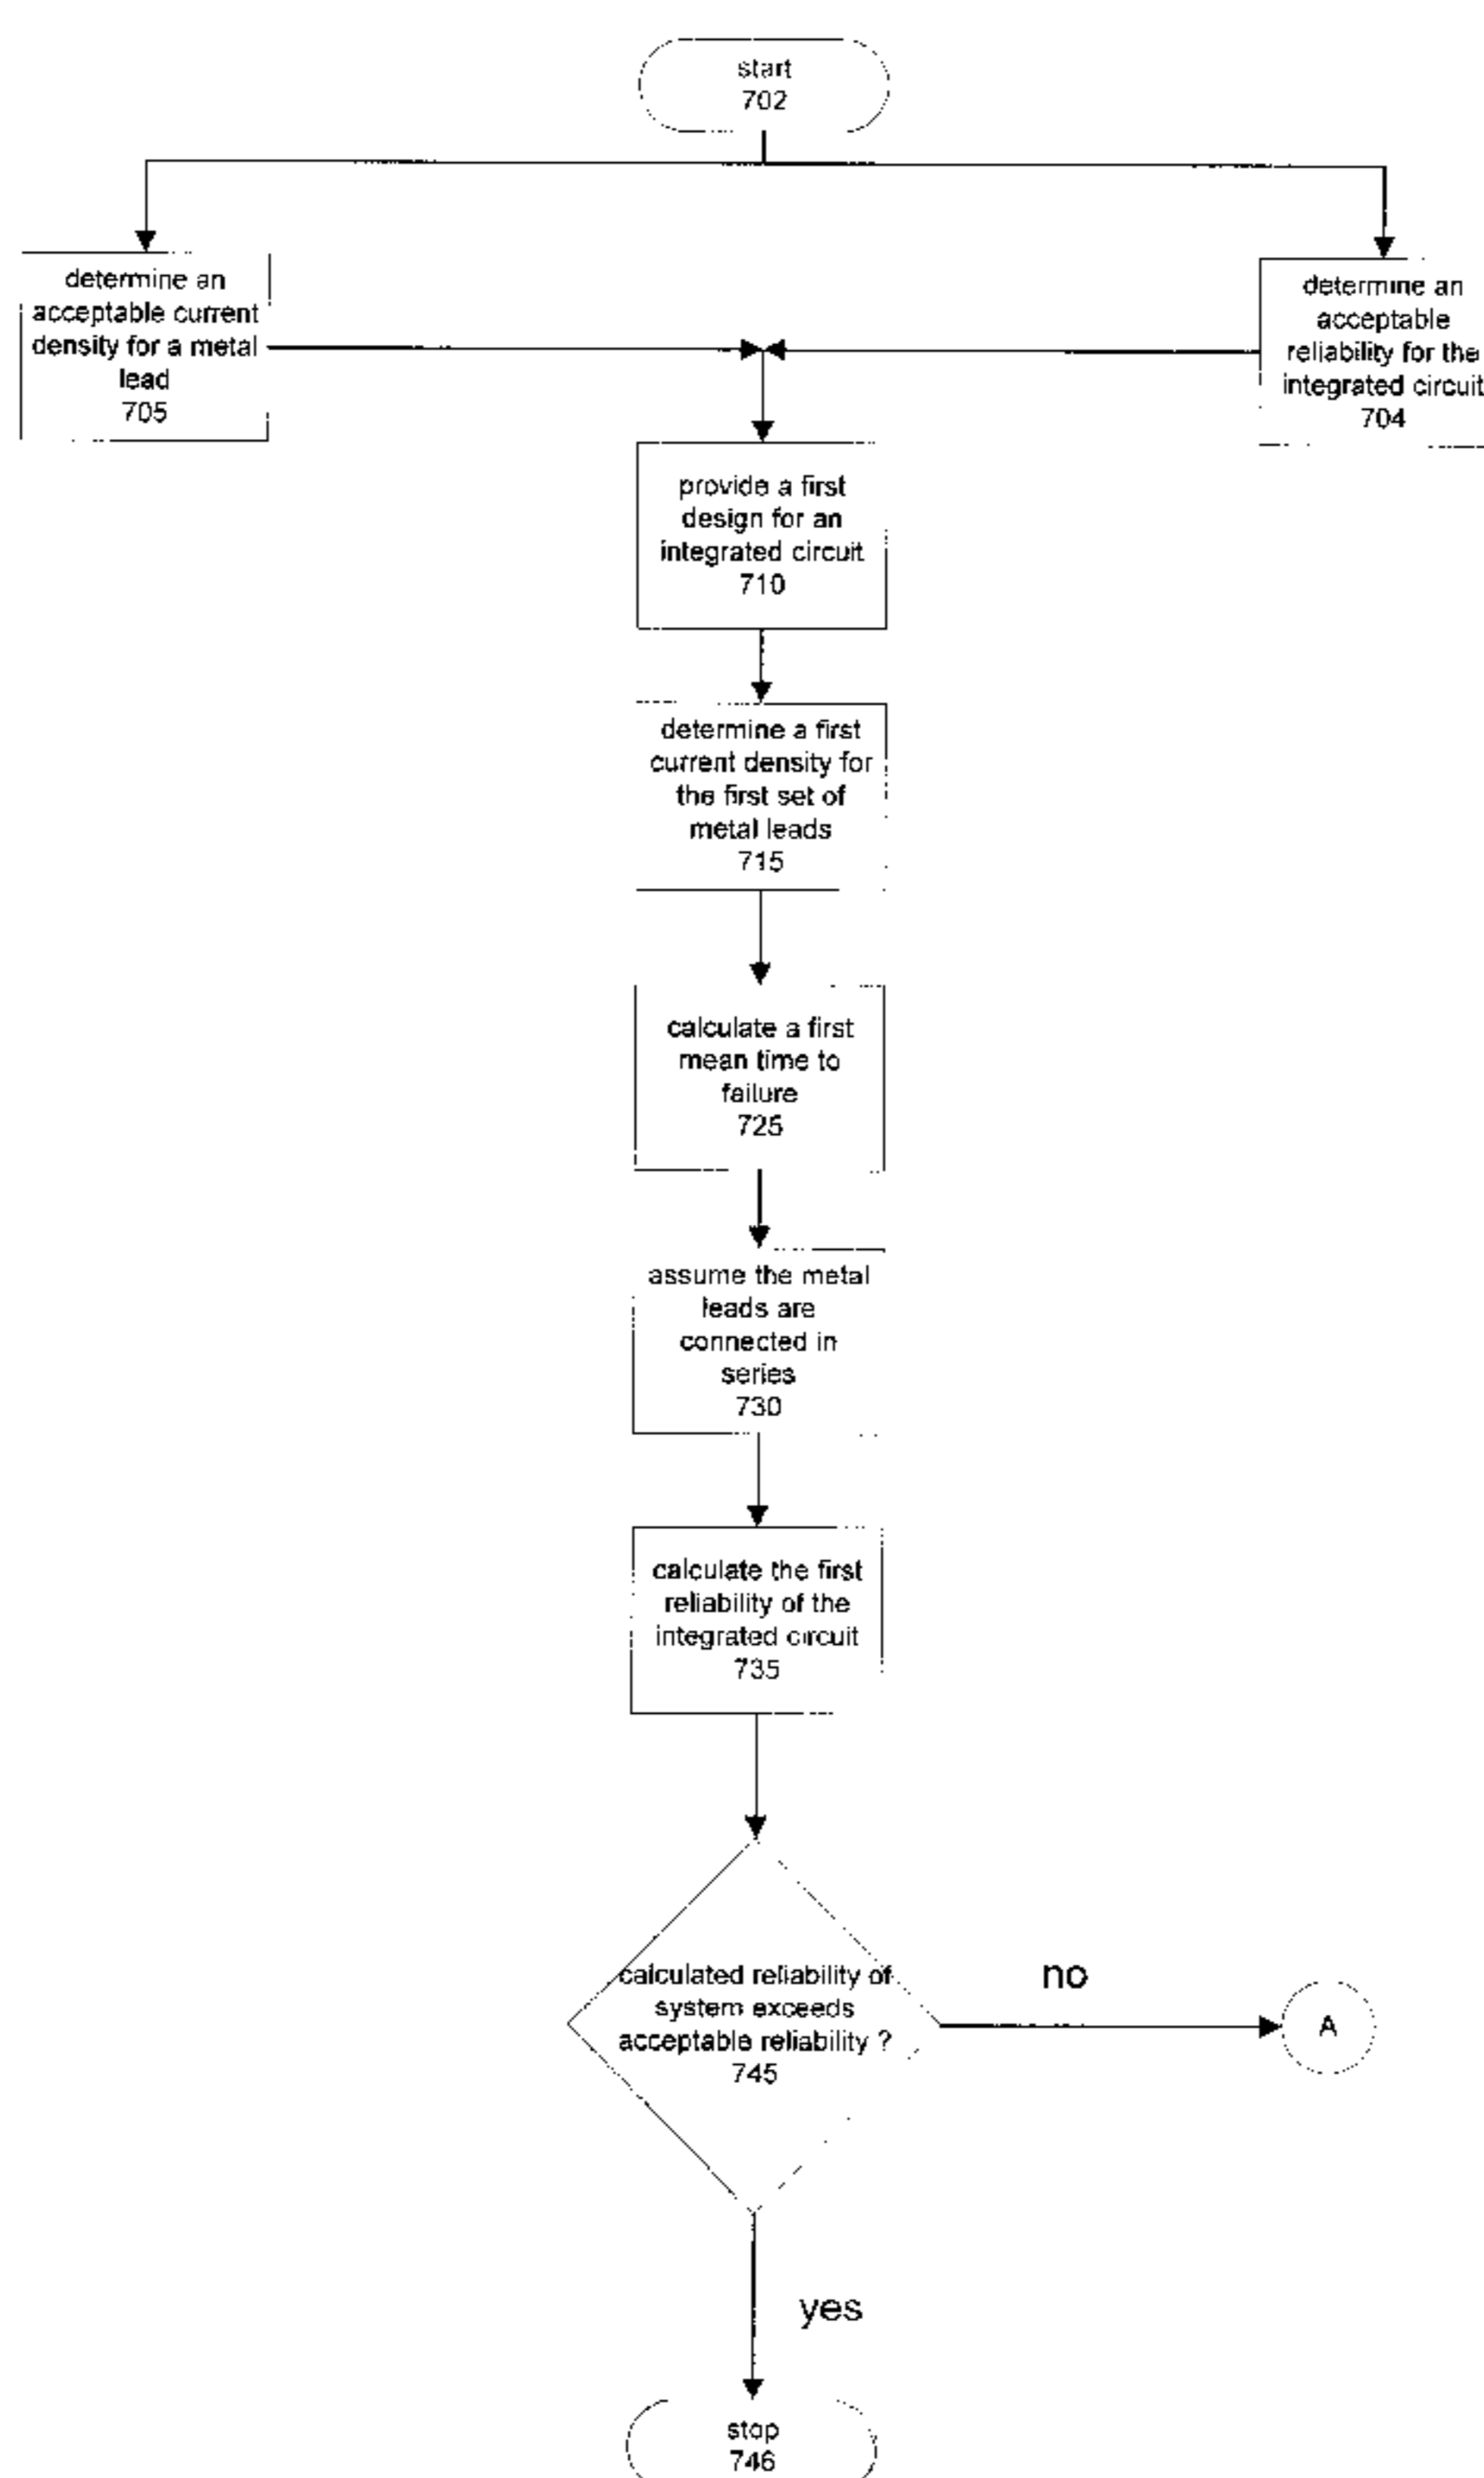 start
702
determine an
acceptable current
density for a metal
lead
705
determine an
acceptable
reliability for the
integrated circuit
704
provide a first
design for an
integrated circuit
710
determine a first
current density for
the first set of
metal leads
715
calculate a first
mean time to
failure
725
assume the metal
leads are
connected in
series
730
calculate the first
reliability of the
integrated circuit
735
calculated reliability of
system exceeds
acceptable reliability ?
745
no
A
yes
stop
746